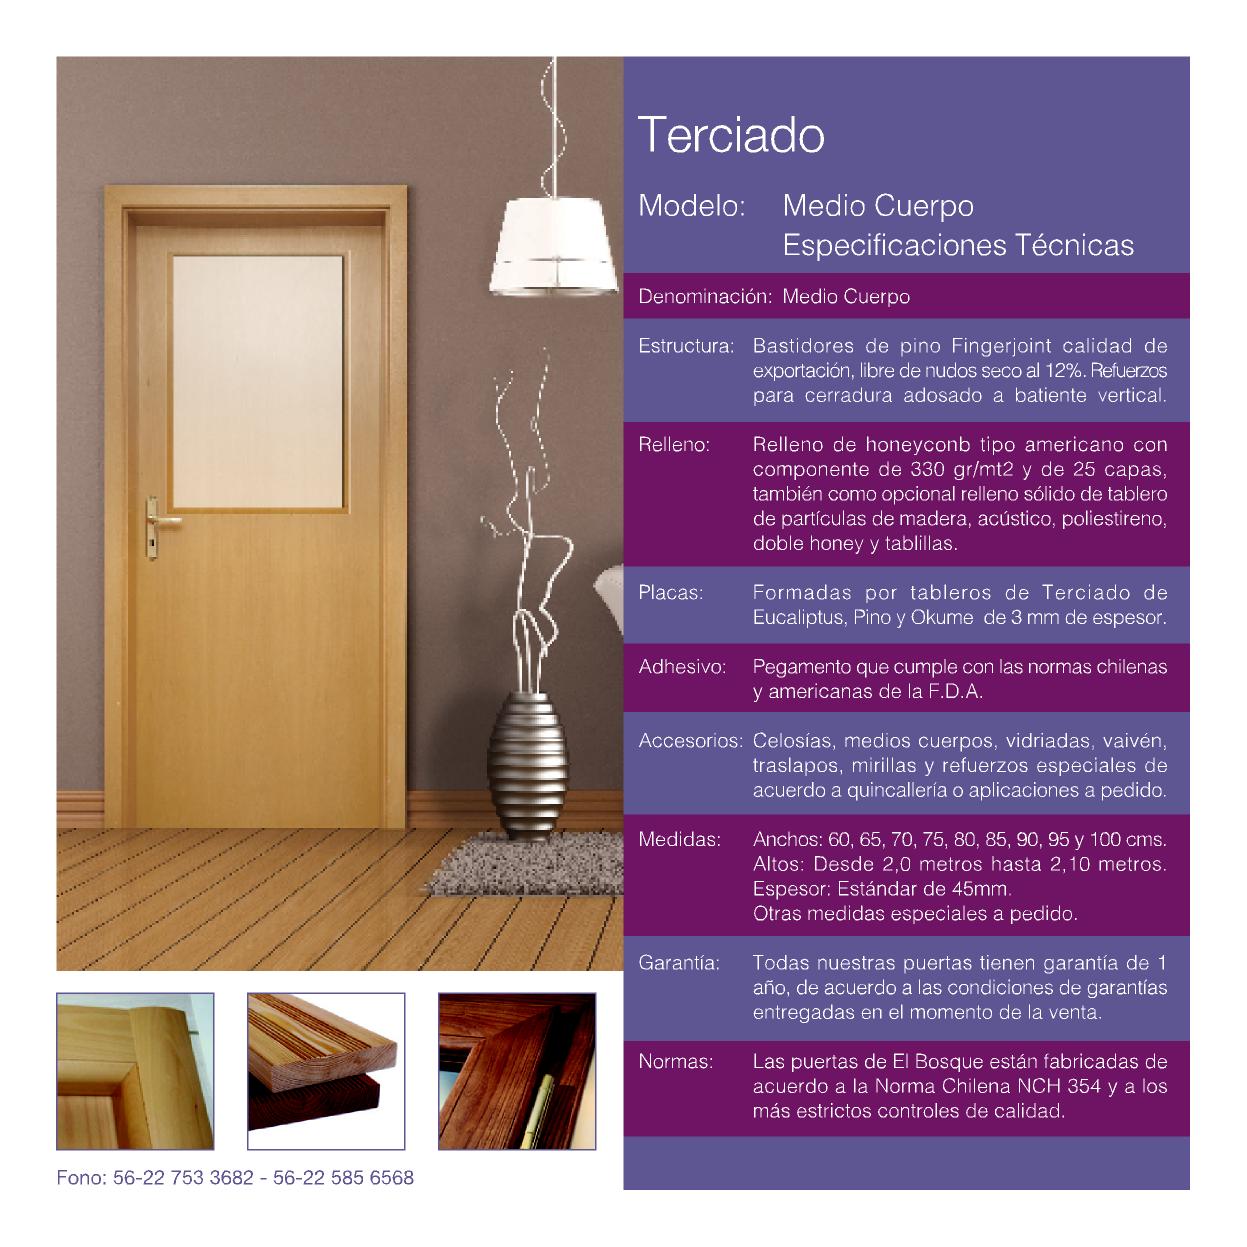 Terciado
Modelo: Medio Cuerpo
Especificaciones Técnicas
Denominación: Medio Cuerpo
Estructura: Bastidores de pino Fingerjoint calidad de
exportación, libre de nudos seco al 12%. Refuerzos
para cerradura adosado a batiente vertical.
Relleno: Relleno de honeyconb tipo americano con
componente de 330 gr/mt2 y de 25 capas,
también como opcional relleno sólido de tablero
de partículas de madera, acústico, poliestireno,
doble honey y tablillas.
Placas: Formadas por tableros de Terciado de
Eucaliptus, Pino y Okume de 3 mm de espesor.
Adhesivo: Pegamento que cumple con las normas chilenas
y americanas de la F.D.A.
Accesorios: Celosías, medios cuerpos, vidriadas, vaivén,
traslapos, mirillas y refuerzos especiales de
acuerdo a quincallería o aplicaciones a pedido.
Medidas: Anchos: 60, 65, 70, 75, 80, 85, 90, 95 y 100 cms.
Altos: Desde 2,0 metros hasta 2,10 metros.
Espesor: Estándar de 45mm.
Otras medidas especiales a pedido.
Garantía: Todas nuestras puertas tienen garantía de 1
año, de acuerdo a las condiciones de garantías
entregadas en el momento de la venta.
Normas: Las puertas de El Bosque están fabricadas de
acuerdo a la Norma Chilena NCH 354 y a los
más estrictos controles de calidad.
Fono: 56-22 753 3682 - 56-22 585 6568